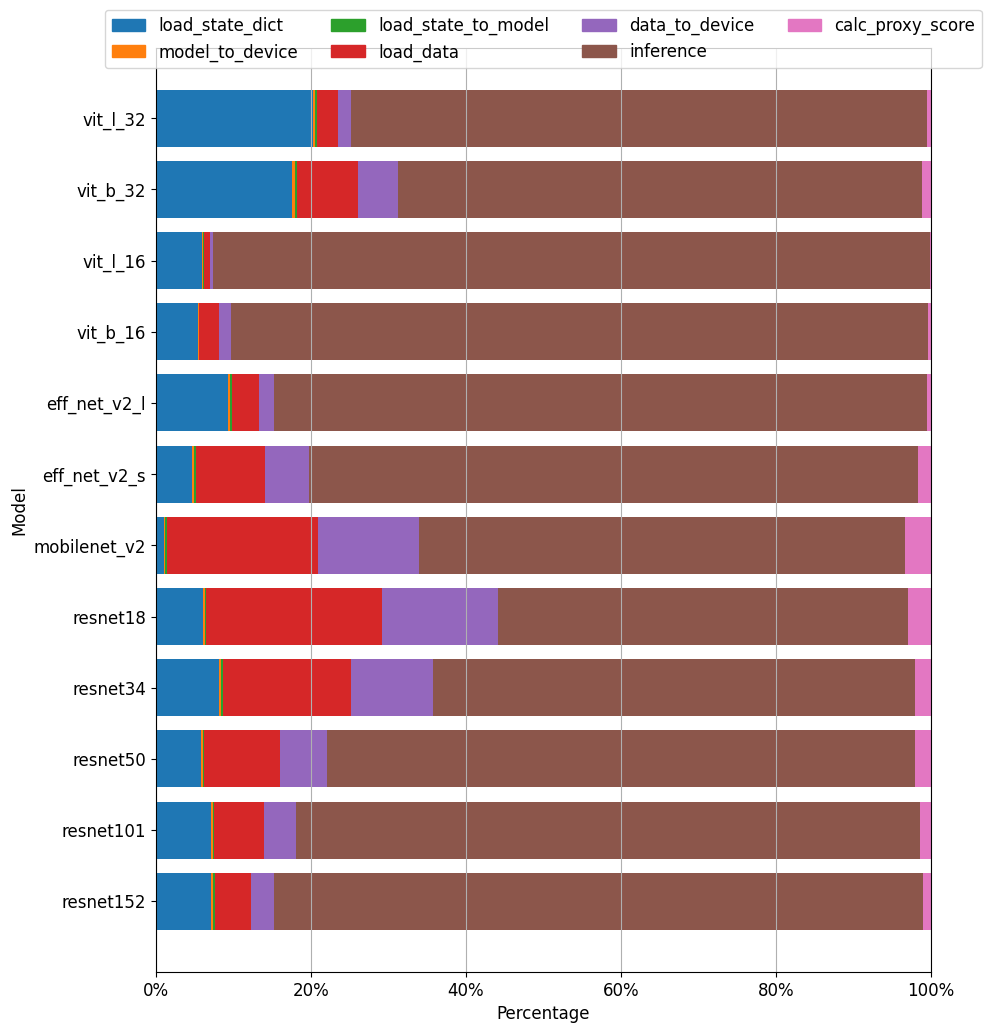 load_state_dict load_state_to_model data_to_device calc_proxy_score
model_to_device load_data inference
vit_l_32
vit_b_32
vit_l_16
vit_b_16
eff_net_v2_l
eff_net_v2_s
mobilenet_v2
resnet18
resnet34
resnet50
resnet101
resnet152
Model
0% 20% 40% 60% 80% 100%
Percentage